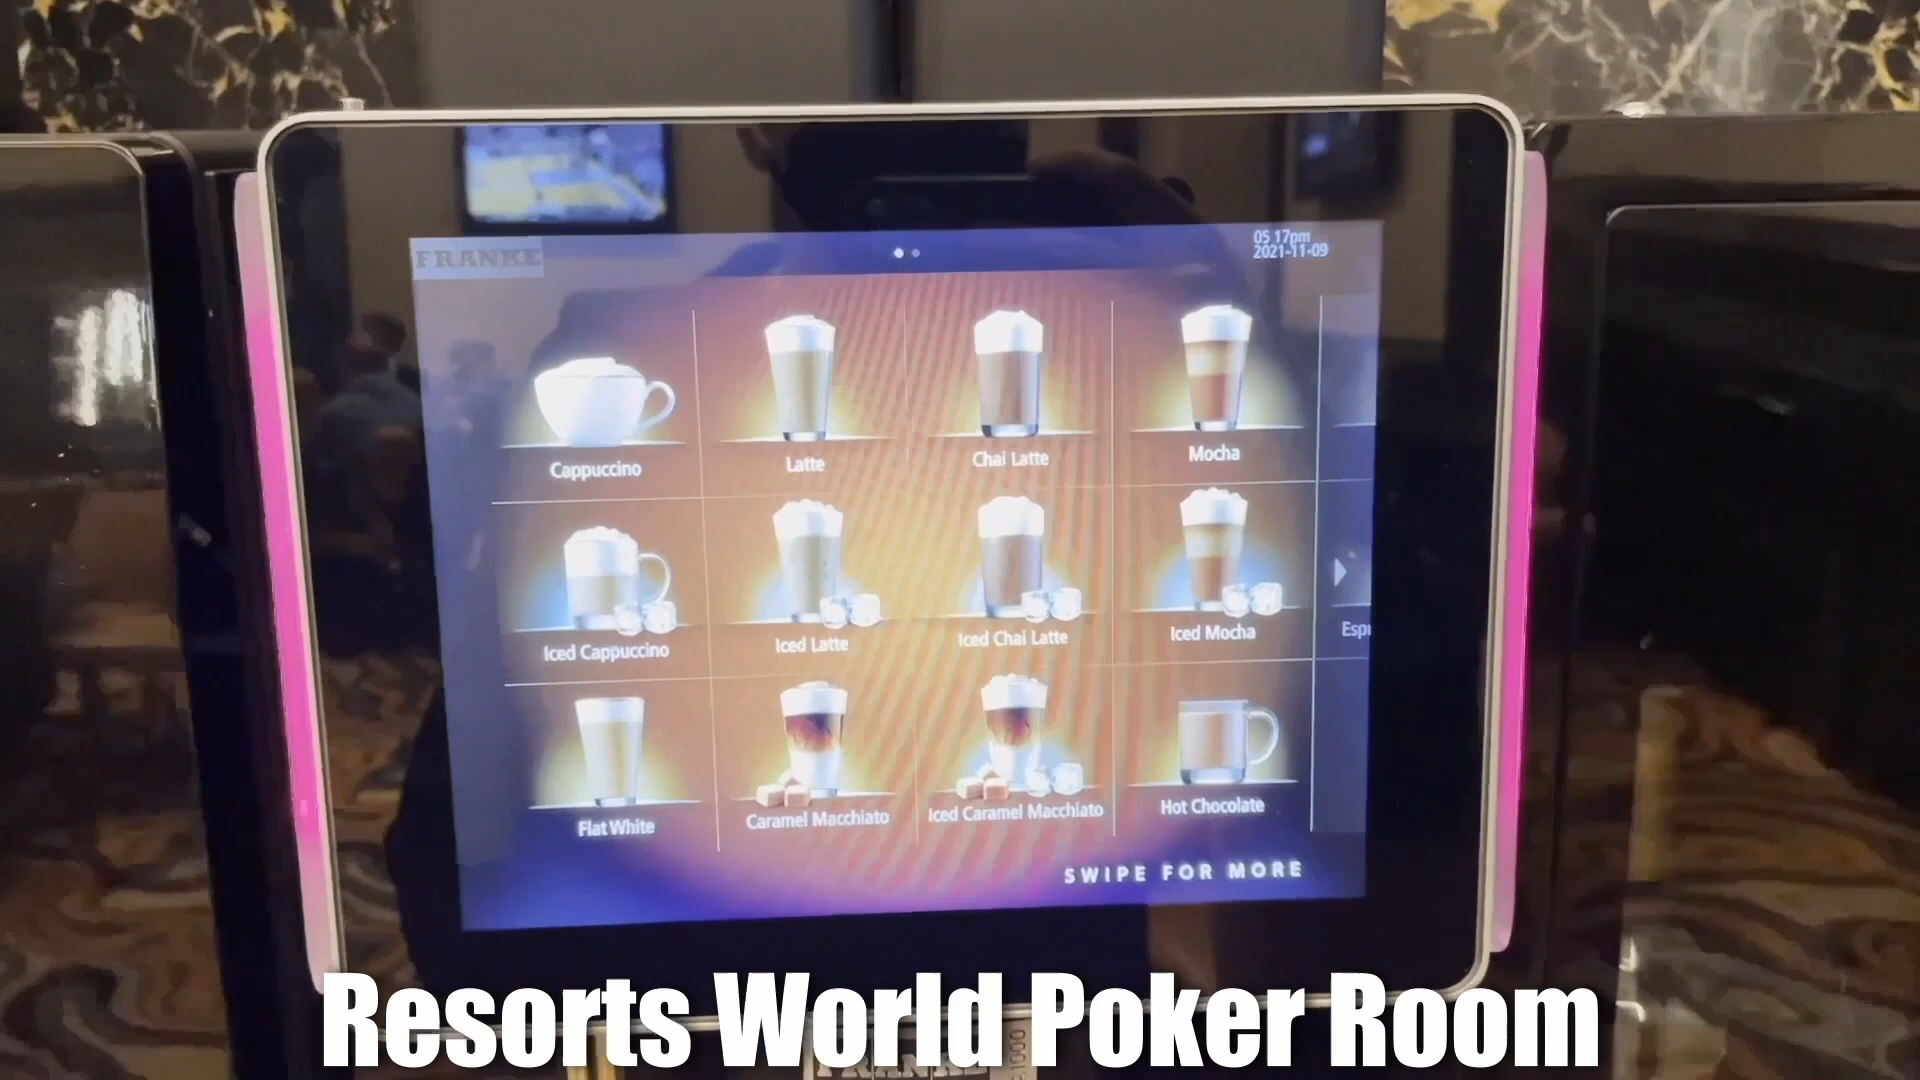 FRANKE
05 17pm
2021-11-09
Cappuccino
Latte
Chai Latte
Mocha
Iced Cappuccino
Iced Latte
Iced Chai Latte
Iced Mocha
Flat White
Caramel Macchiato
Iced Caramel Macchiato
Hot Chocolate
SWIPE FOR MORE
Resorts World Poker Room
FRANKE